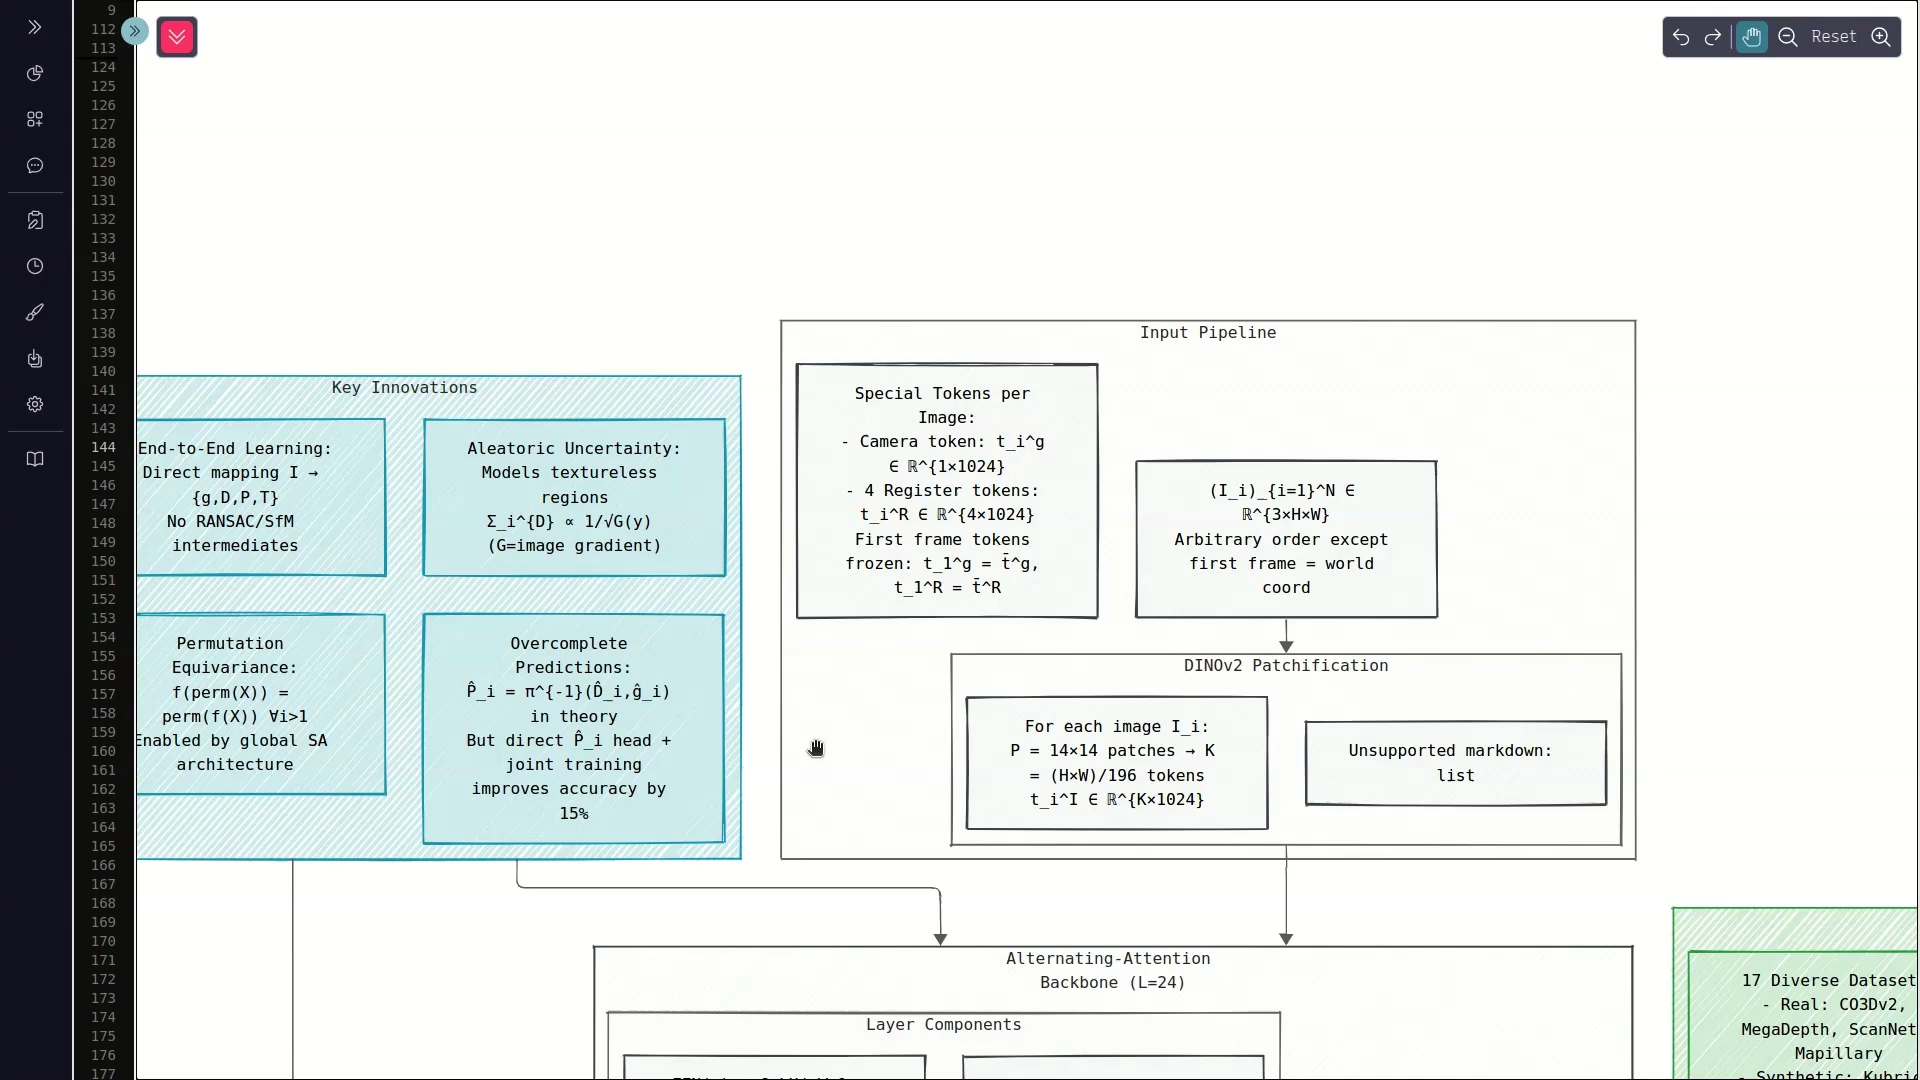 9
112
113
124
125
126
127
128
129
130
131
132
133
134
135
136
137
138
139
140
141
142
143
144
145
146
147
148
149
150
151
152
153
154
155
156
157
158
159
160
161
162
163
164
165
166
167
168
169
170
171
172
173
174
175
176
177
Reset
Key Innovations
End-to-End Learning:
Direct mapping I →
{g,D,P,T}
No RANSAC/SfM
intermediates
Aleatoric Uncertainty:
Models textureless
regions
Σ_i^{D} ∝ 1/√G(y)
(G=image gradient)
Permutation
Equivariance:
f(perm(X)) =
perm(f(X)) ∀i>1
Enabled by global SA
architecture
Overcomplete
Predictions:
P̂_i = π^{-1}(D̂_i,ĝ_i)
in theory
But direct P̂_i head +
joint training
improves accuracy by
15%
Input Pipeline
Special Tokens per
Image:
- Camera token: t_i^g
∈ ℝ^{1×1024}
- 4 Register tokens:
t_i^R ∈ ℝ^{4×1024}
First frame tokens
frozen: t_1^g = t̄^g,
t_1^R = t̄^R
(I_i)_{i=1}^N ∈
ℝ^{3×H×W}
Arbitrary order except
first frame = world
coord
DINOv2 Patchification
For each image I_i:
P = 14×14 patches → K
= (H×W)/196 tokens
t_i^I ∈ ℝ^{K×1024}
Unsupported markdown:
list
Alternating-Attention
Backbone (L=24)
Layer Components
17 Diverse Dataset
- Real: CO3Dv2,
MegaDepth, ScanNet
Mapillary
- Synthetic: Kubric